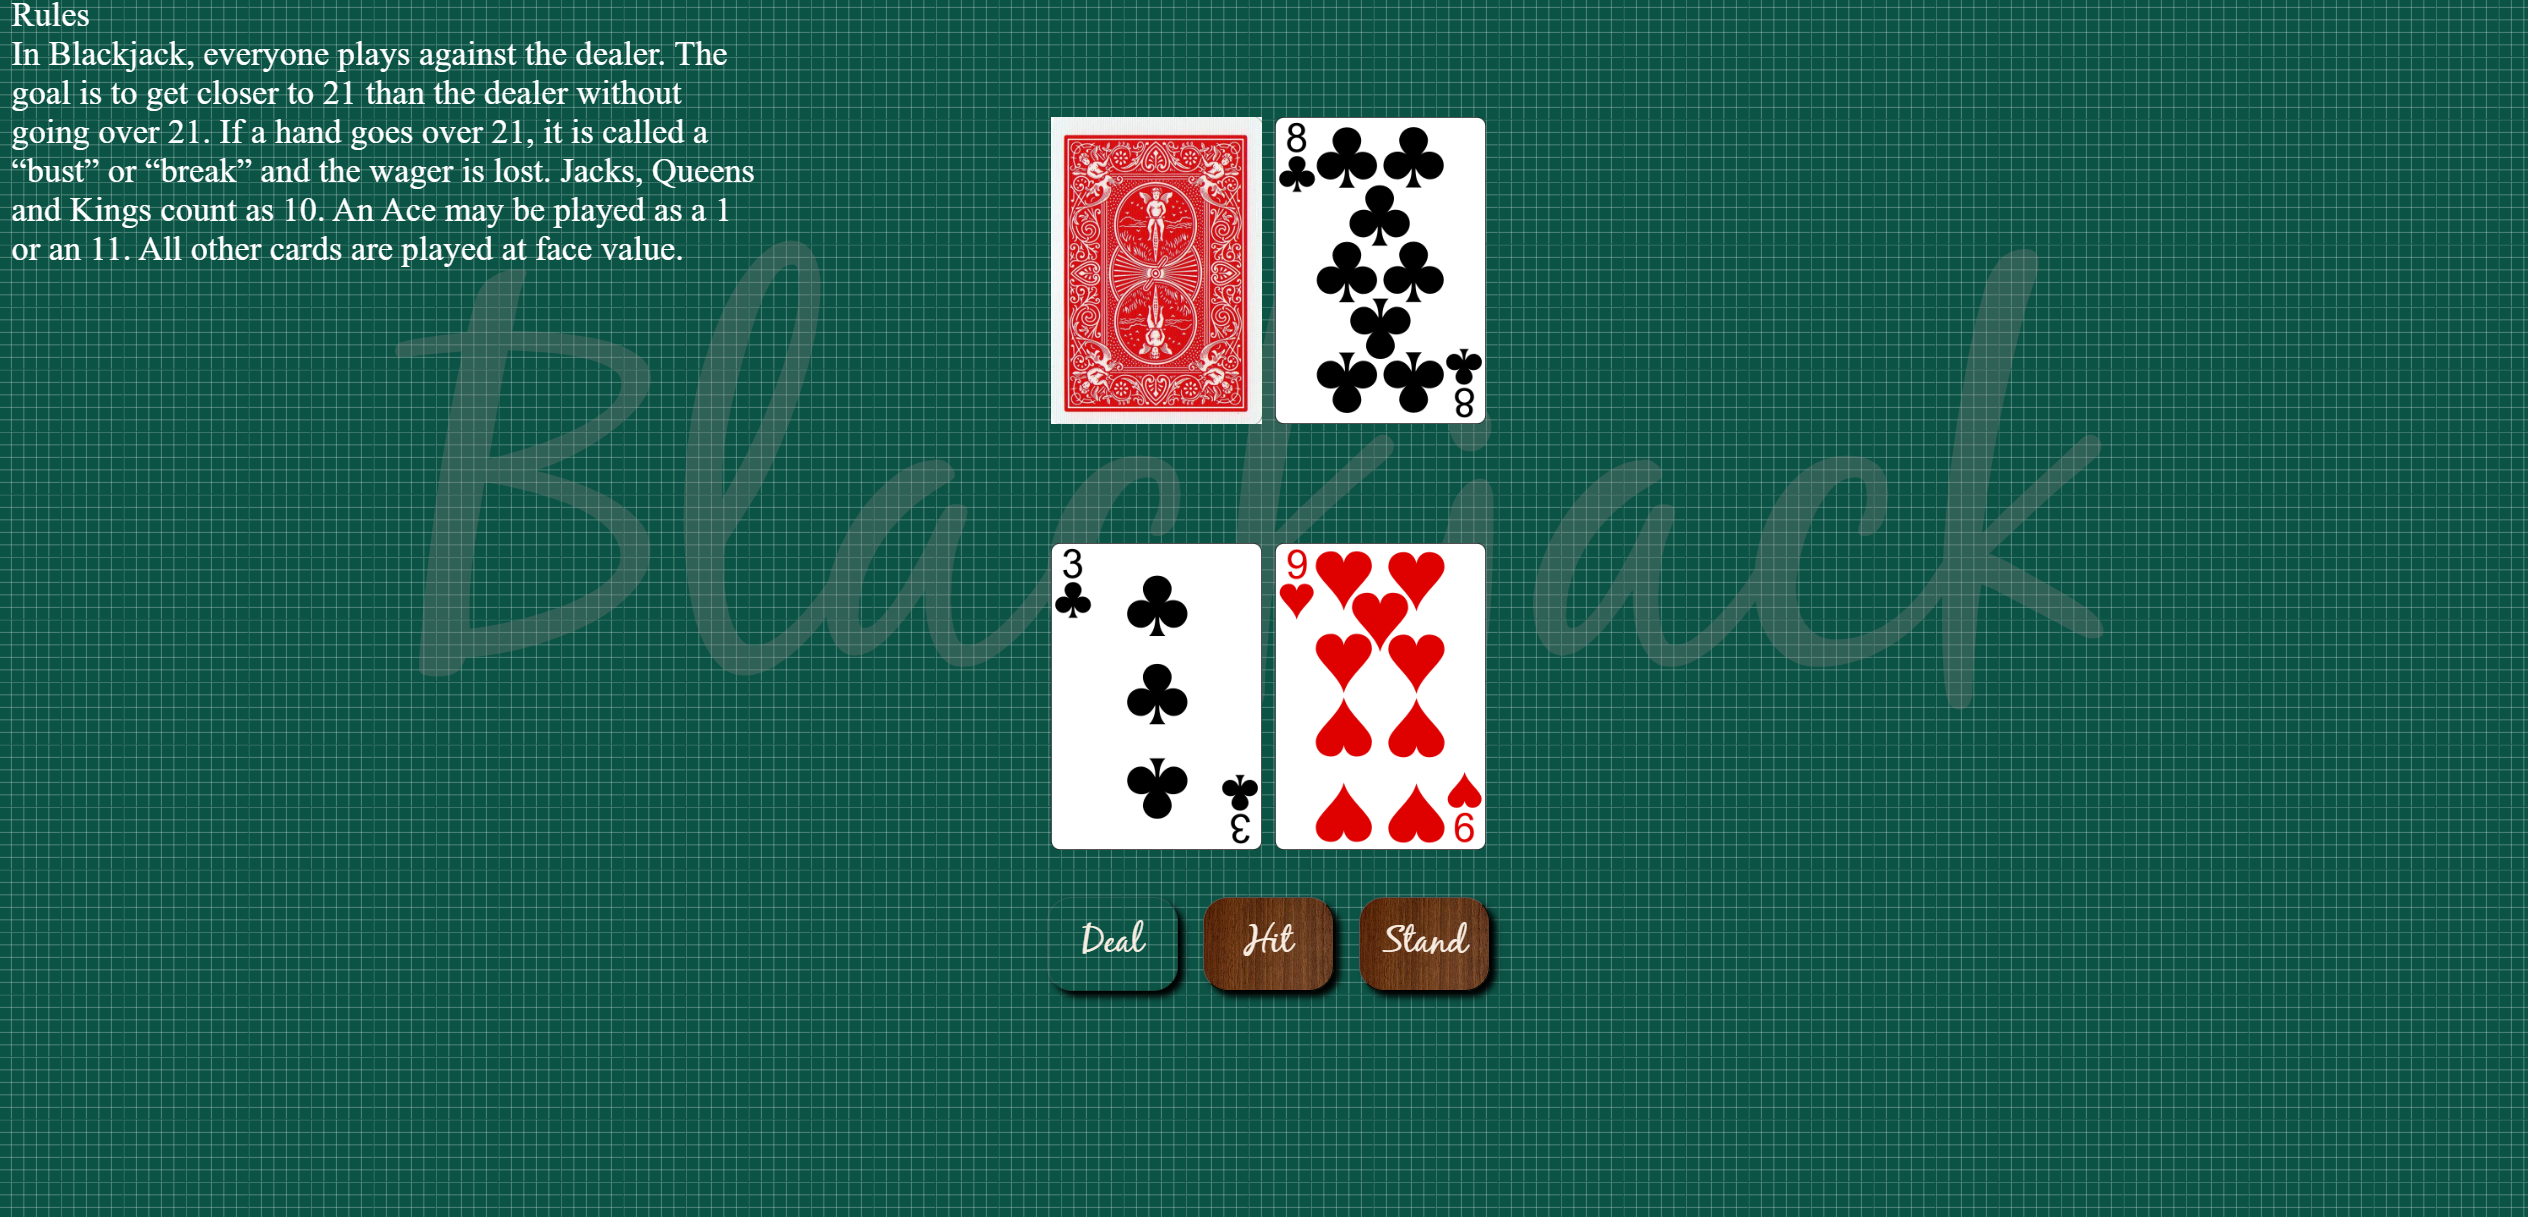 Rules
In Blackjack, everyone plays against the dealer. The
goal is to get closer to 21 than the dealer without
going over 21. If a hand goes over 21, it is called a
“bust” or “break” and the wager is lost. Jacks, Queens
and Kings count as 10. An Ace may be played as a 1
or an 11. All other cards are played at face value.
Blackjack
8
8
3
9
3
9
Deal Hit Stand